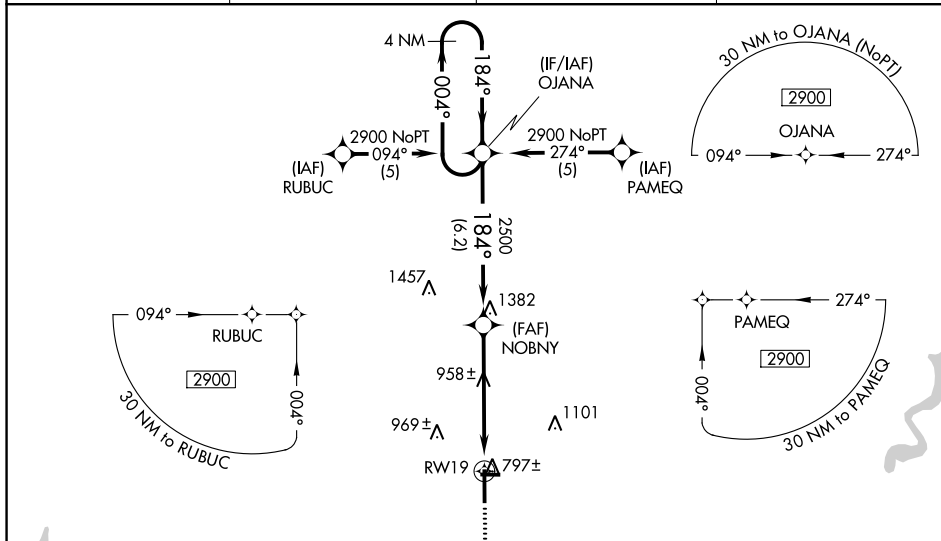 4 NM
004°
184°
(IF/IAF)
OJANA
2900 NoPT
094°
(5)
(IAF)
RUBUC
2900 NoPT
274°
(5)
(IAF)
PAMEQ
30 NM to OJANA (NoPT)
2900
OJANA
094°
274°
2500
184°
(6.2)
1457
1382
(FAF)
NOBNY
094°
RUBUC
2900
004°
30 NM to RUBUC
274°
PAMEQ
2900
004°
30 NM to PAMEQ
958±
969±
1101
RW19
797±